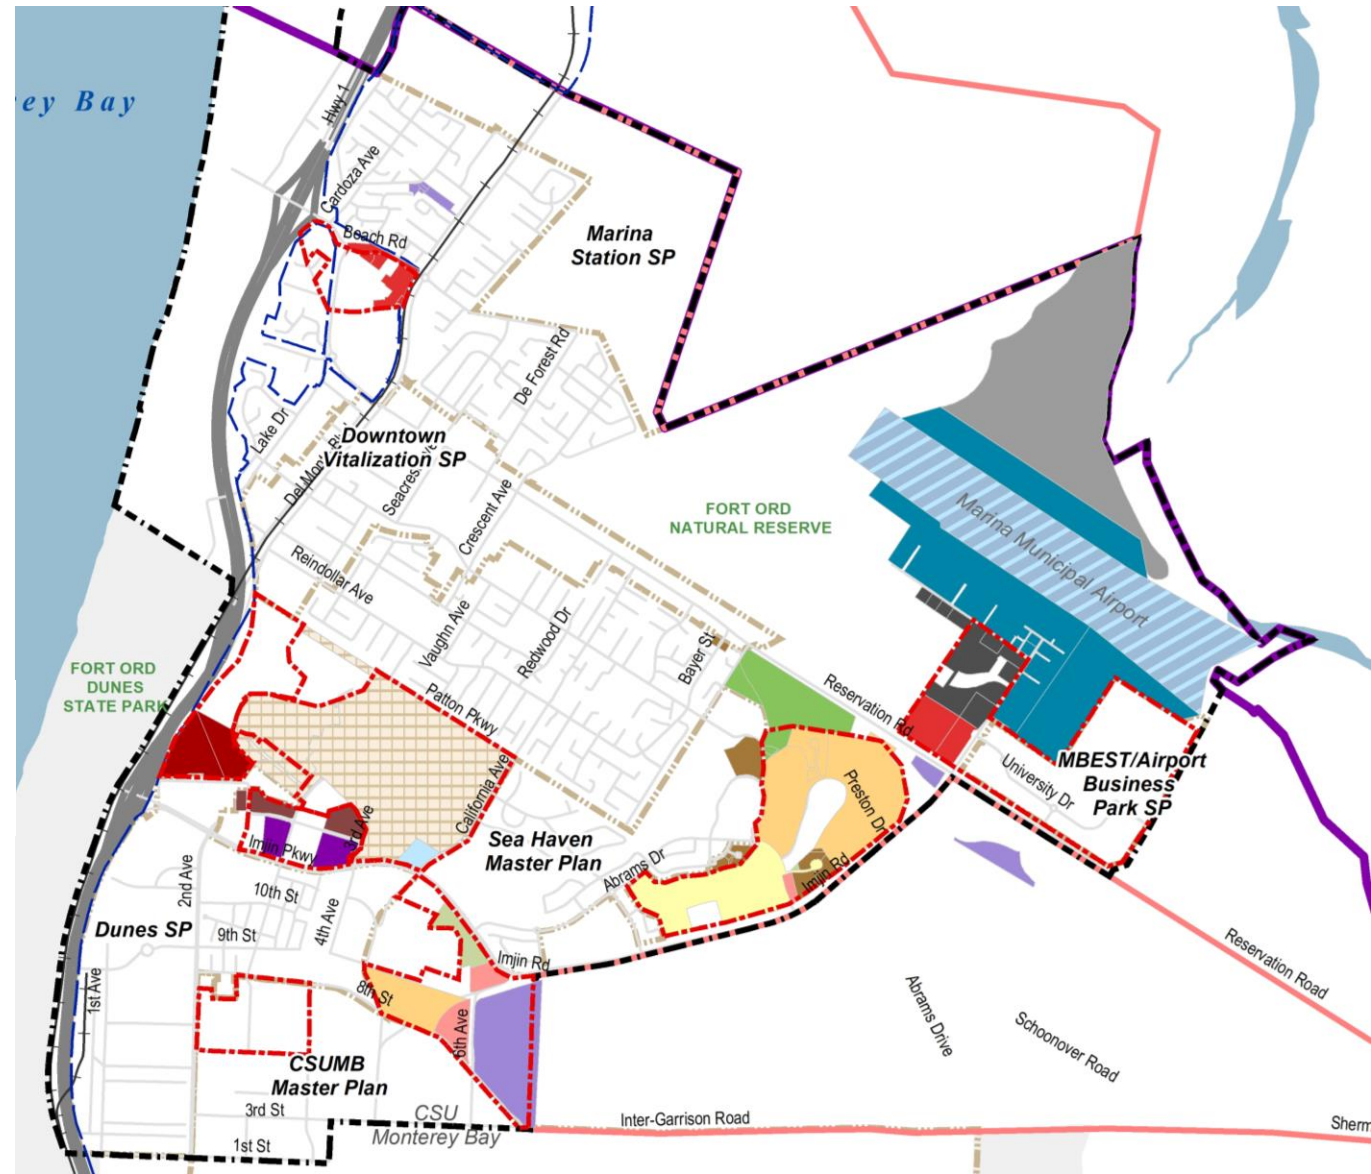 ey Bay
Hwy 1
Cardoza Ave
Beach Rd
Marina
Station SP
De Forest Rd
Lake Dr
Downtown
Vitalization SP
Seacrest
Crescent Ave
FORT ORD
NATURAL RESERVE
Marina Municipal Airport
Reindollar Ave
Vaughn Ave
Redwood Dr
Bayer St
FORT ORD
DUNES
STATE PARK
Patton Pkwy
Reservation Rd
University Dr
MBEST/Airport
Business
Park SP
California Ave
Preston Dr
3rd Ave
Imjin Pkwy
Sea Haven
Master Plan
Abrams Dr
Imjin Rd
2nd Ave
10th St
4th Ave
Dunes SP
9th St
Imjin Rd
Reservation Road
1st Ave
8th St
6th Ave
Abrams Drive
Schoonover Road
CSUMB
Master Plan
3rd St
CSU
Monterey Bay
Inter-Garrison Road
Sherm
1st St